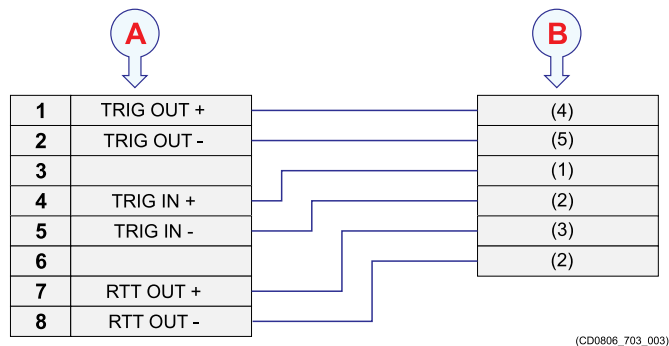 A B
1 TRIG OUT + (4)
2 TRIG OUT - (5)
3 (1)
4 TRIG IN + (2)
5 TRIG IN - (3)
6 (2)
7 RTT OUT +
8 RTT OUT -
(CD0806_703_003)